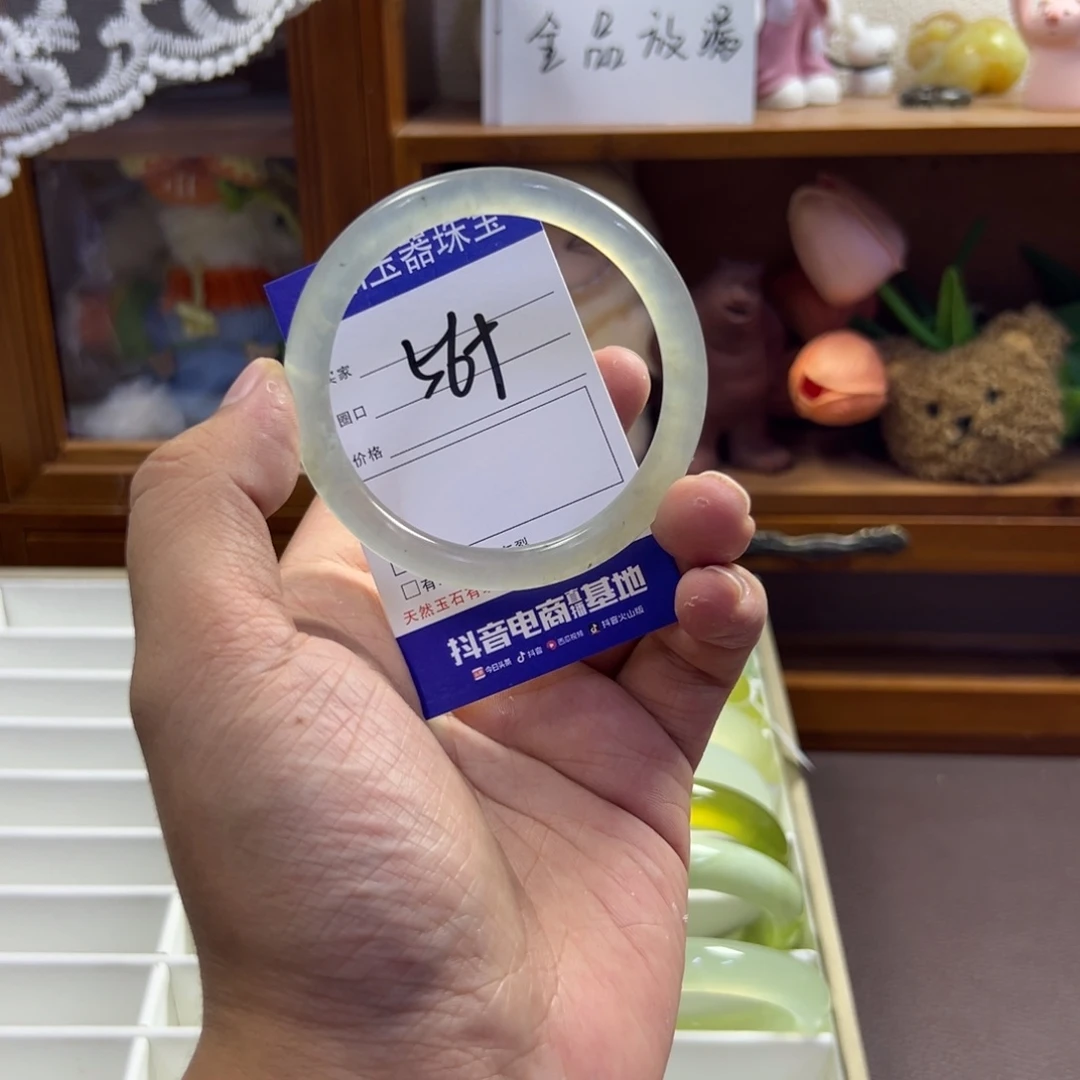 全品放漏
玉器珠宝
买家
圈口
价格
天然玉石有
抖音电商直播基地
今日头条 抖音 西瓜视频 抖音火山版